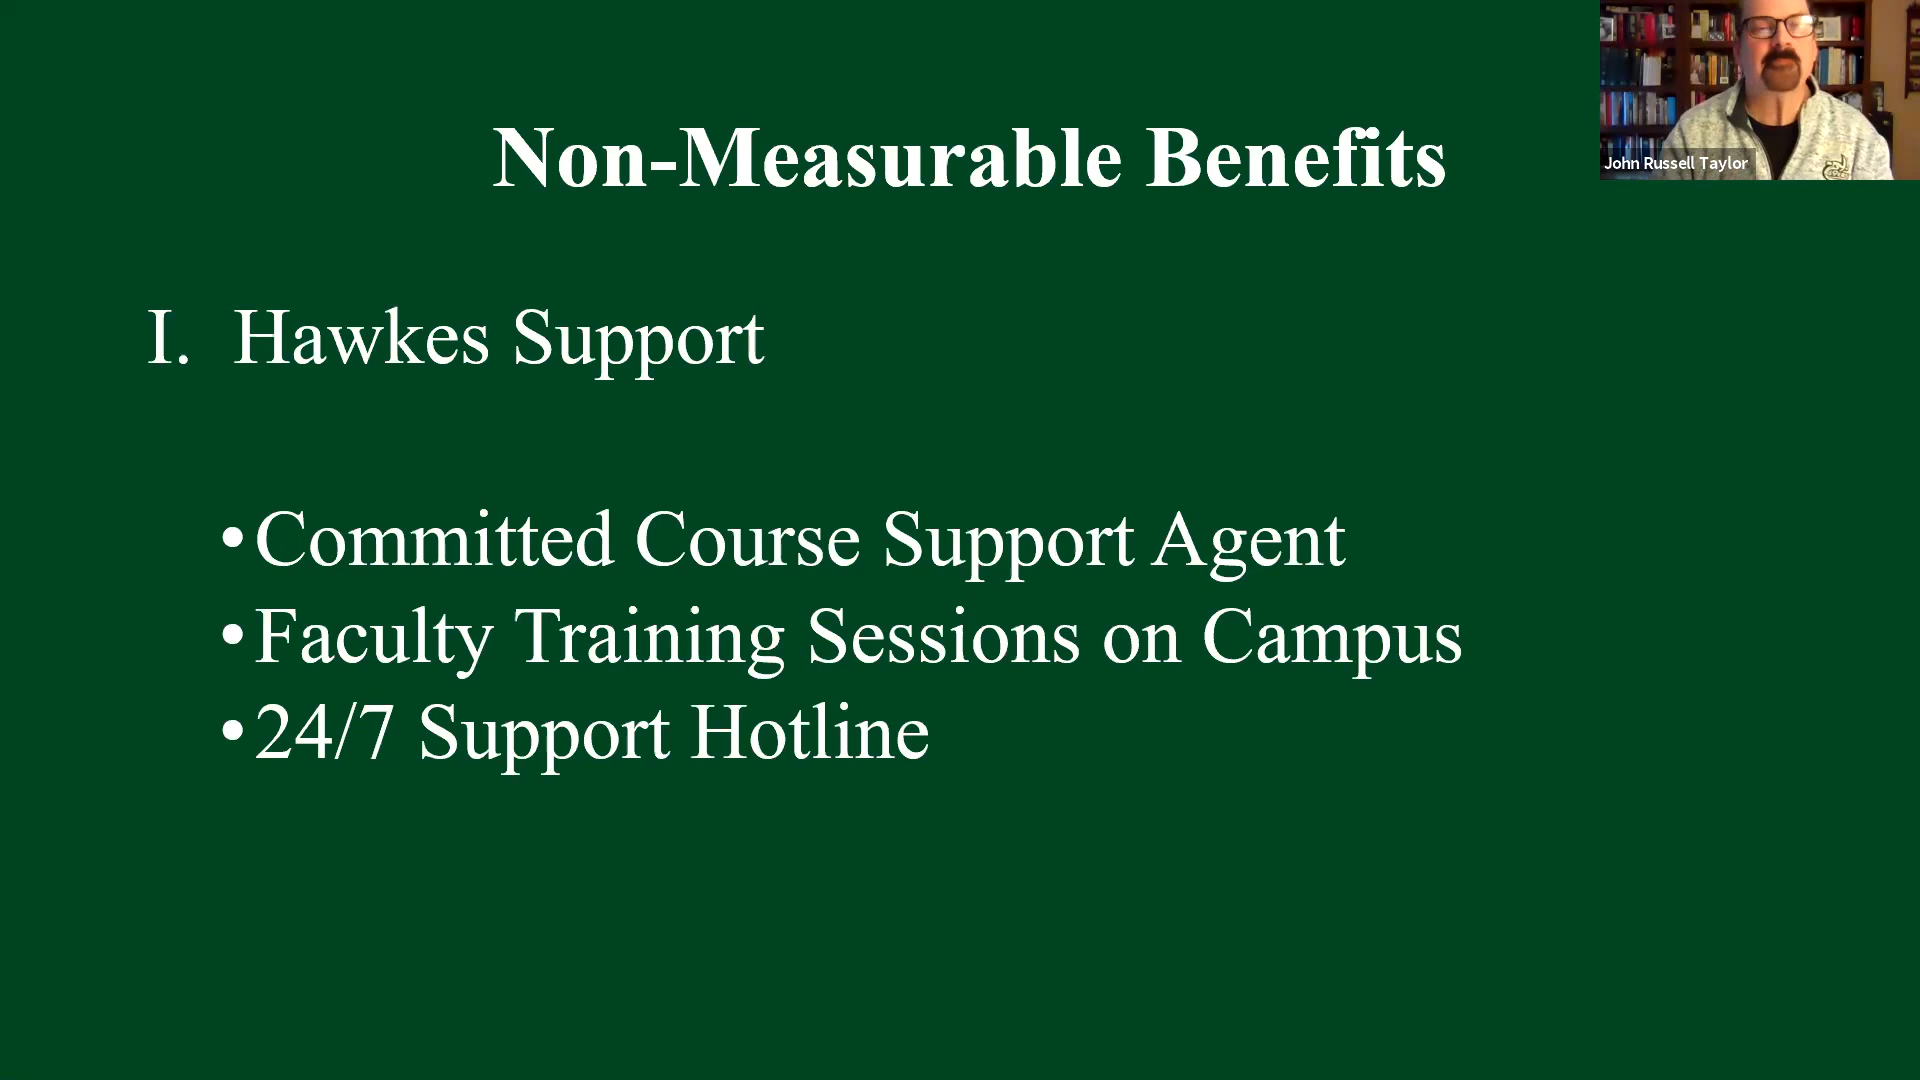 Non-Measurable Benefits
John Russell Taylor
I. Hawkes Support
•Committed Course Support Agent
•Faculty Training Sessions on Campus
•24/7 Support Hotline